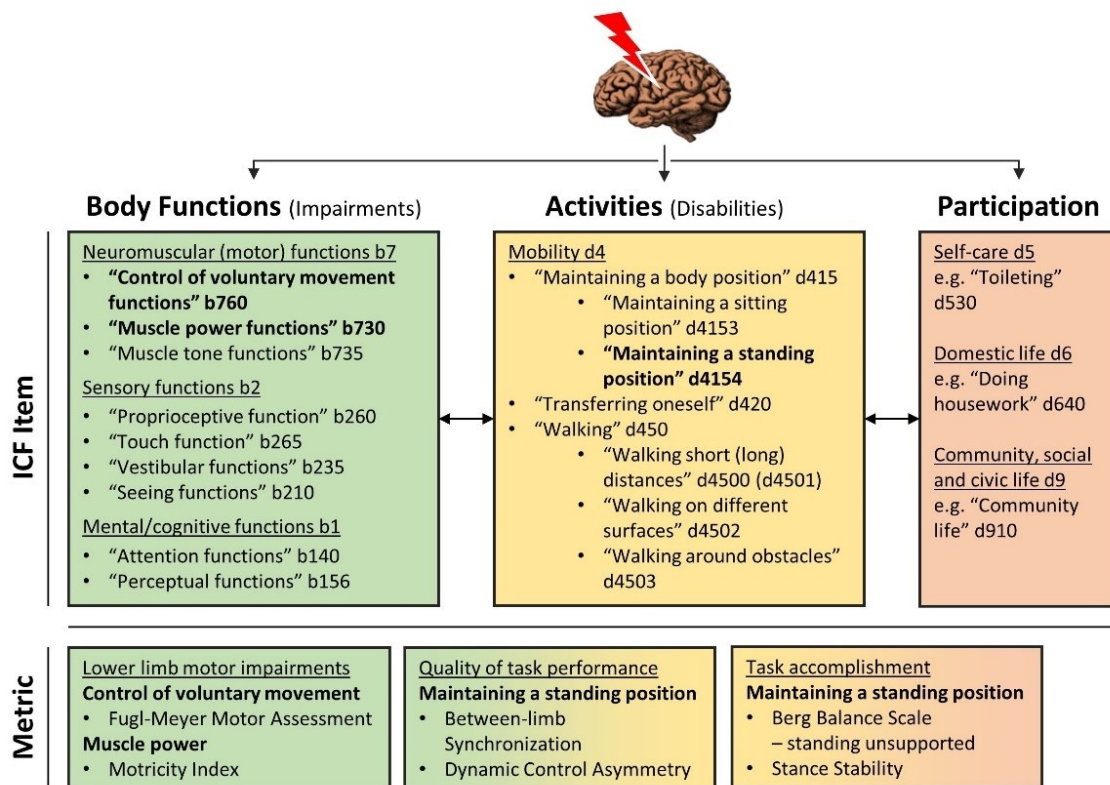 Body Functions (Impairments)
Activities (Disabilities)
Participation
ICF Item
Neuromuscular (motor) functions b7
• “Control of voluntary movement
functions” b760
• “Muscle power functions” b730
• “Muscle tone functions” b735
Sensory functions b2
• “Proprioceptive function” b260
• “Touch function” b265
• “Vestibular functions” b235
• “Seeing functions” b210
Mental/cognitive functions b1
• “Attention functions” b140
• “Perceptual functions” b156
Mobility d4
• “Maintaining a body position” d415
• “Maintaining a sitting
position” d4153
• “Maintaining a standing
position” d4154
• “Transferring oneself” d420
• “Walking” d450
• “Walking short (long)
distances” d4500 (d4501)
• “Walking on different
surfaces” d4502
• “Walking around obstacles”
d4503
Self-care d5
e.g. “Toileting”
d530
Domestic life d6
e.g. “Doing
housework” d640
Community, social
and civic life d9
e.g. “Community
life” d910
Metric
Lower limb motor impairments
Control of voluntary movement
• Fugl-Meyer Motor Assessment
Muscle power
• Motricity Index
Quality of task performance
Maintaining a standing position
• Between-limb
Synchronization
• Dynamic Control Asymmetry
Task accomplishment
Maintaining a standing position
• Berg Balance Scale
– standing unsupported
• Stance Stability